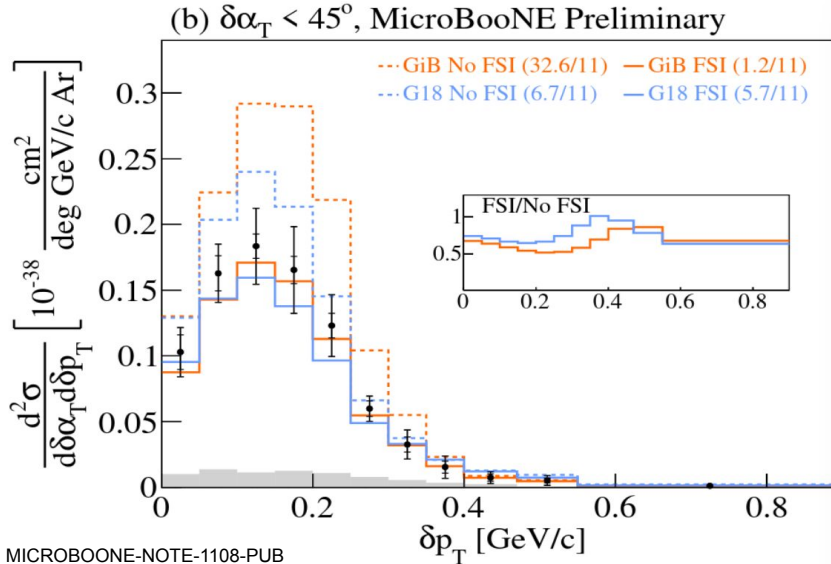 (b) δα_T < 45°, MicroBooNE Preliminary
d²σ/dδα_T dδp_T [10⁻³⁸ cm²/deg GeV/c Ar]
GiB No FSI (32.6/11) GiB FSI (1.2/11)
G18 No FSI (6.7/11) G18 FSI (5.7/11)
0.3
0.25
0.2
0.15
0.1
0.05
0
FSI/No FSI
1
0.5
0 0.2 0.4 0.6 0.8
0 0.2 0.4 0.6 0.8
δp_T [GeV/c]
MICROBOONE-NOTE-1108-PUB